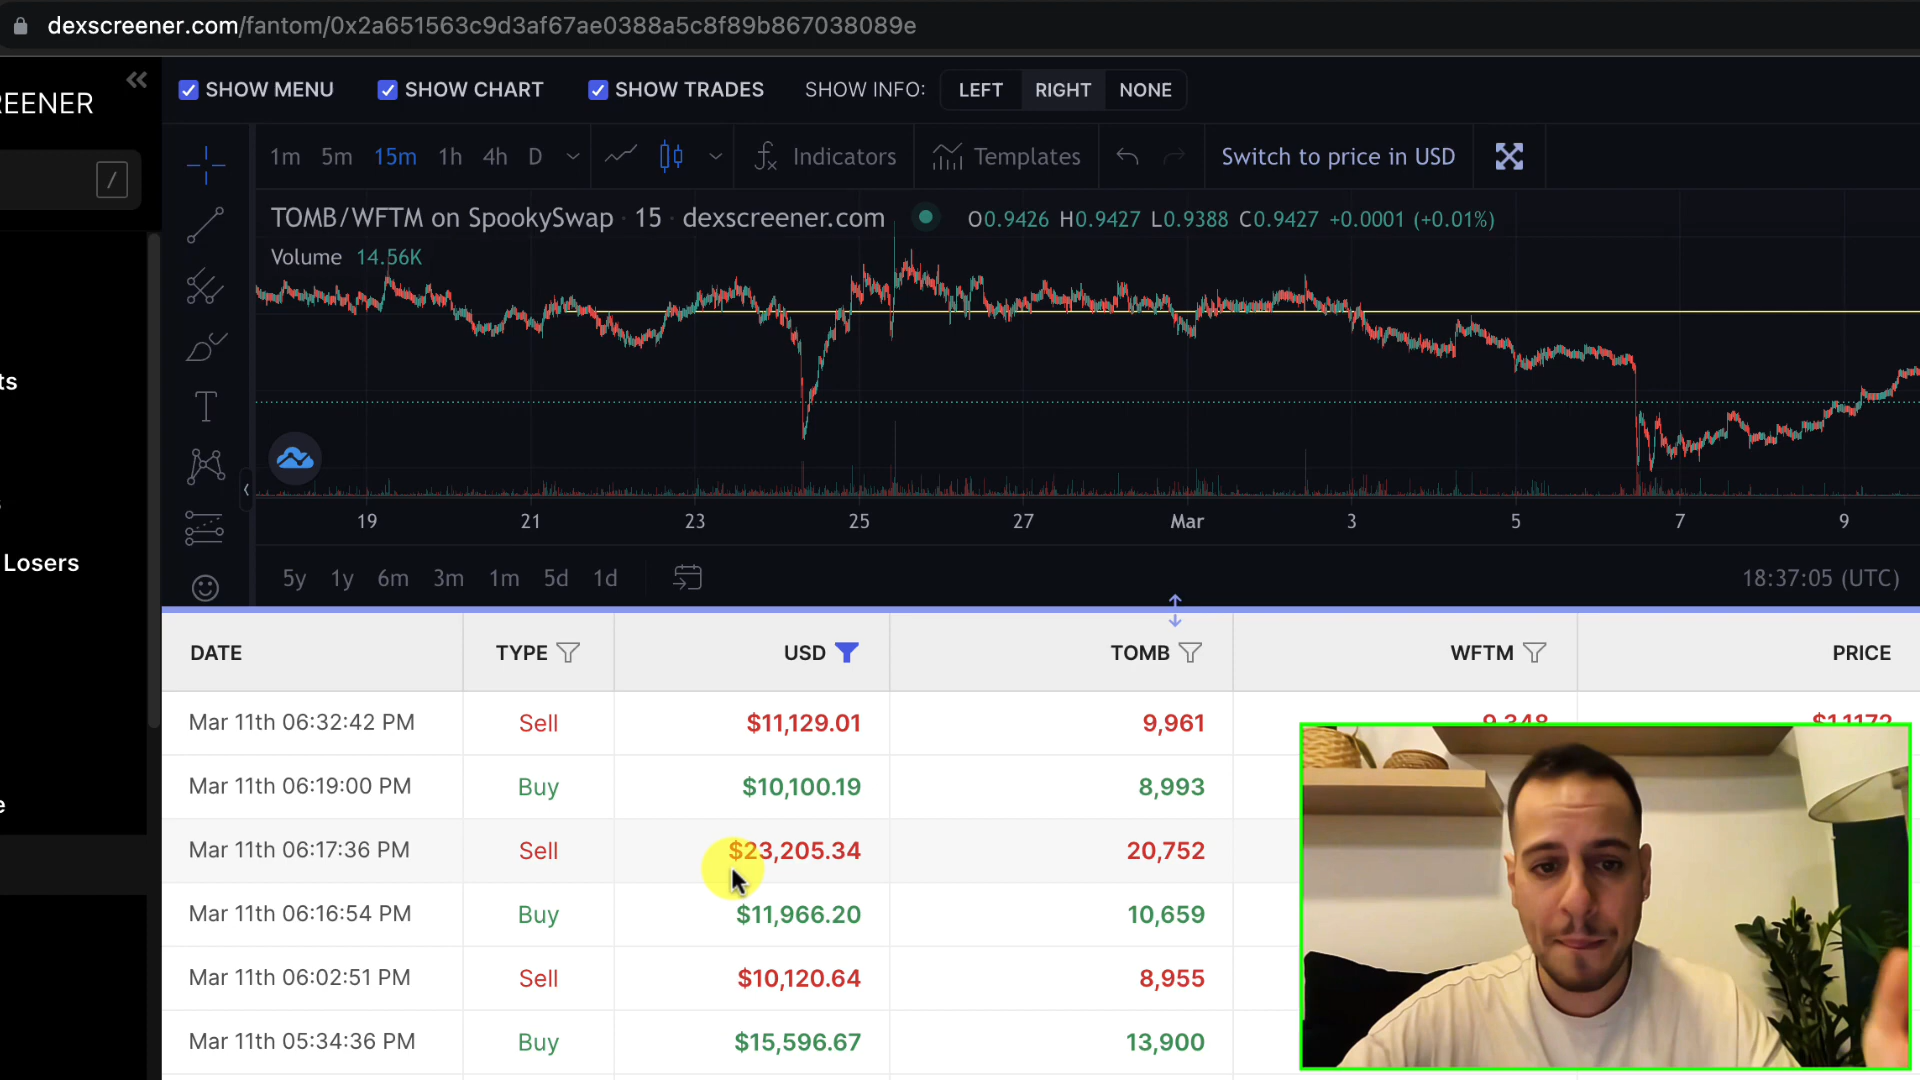 dexscreener.com/fantom/0x2a651563c9d3af67ae0388a5c8f89b867038089e
REENER
SHOW MENU SHOW CHART SHOW TRADES SHOW INFO: LEFT RIGHT NONE
/
1m 5m 15m 1h 4h D Indicators Templates Switch to price in USD
TOMB/WFTM on SpookySwap · 15 · dexscreener.com O0.9426 H0.9427 L0.9388 C0.9427 +0.0001 (+0.01%)
Volume 14.56K
ts
Losers
e
19 21 23 25 27 Mar 3 5 7 9
5y 1y 6m 3m 1m 5d 1d 18:37:05 (UTC)
DATE TYPE USD TOMB WFTM PRICE
Mar 11th 06:32:42 PM Sell $11,129.01 9,961 9,348 $1.1172
Mar 11th 06:19:00 PM Buy $10,100.19 8,993
Mar 11th 06:17:36 PM Sell $23,205.34 20,752
Mar 11th 06:16:54 PM Buy $11,966.20 10,659
Mar 11th 06:02:51 PM Sell $10,120.64 8,955
Mar 11th 05:34:36 PM Buy $15,596.67 13,900